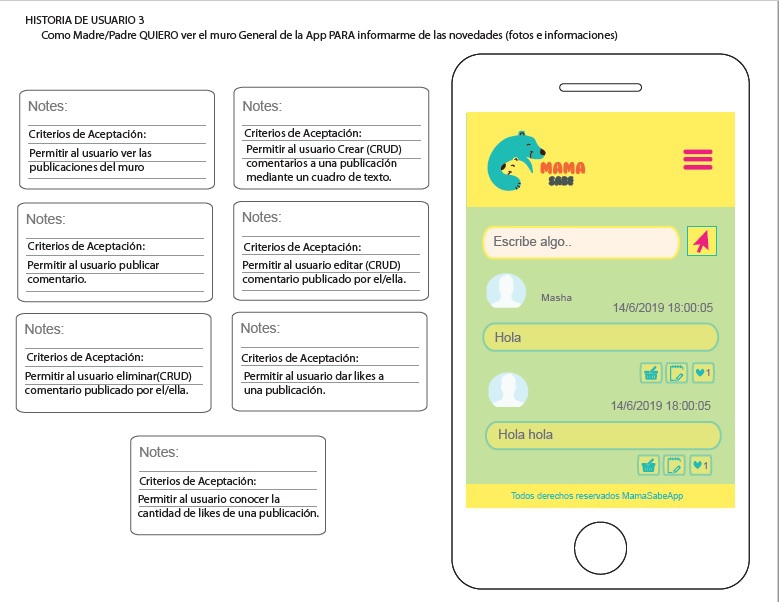 HISTORIA DE USUARIO 3
Como Madre/Padre QUIERO ver el muro General de la App PARA informarme de las novedades (fotos e informaciones)
Notes:
Criterios de Aceptación:
Permitir al usuario ver las
publicaciones del muro
Notes:
Criterios de Aceptación:
Permitir al usuario Crear (CRUD)
comentarios a una publicación
mediante un cuadro de texto.
Notes:
Criterios de Aceptación:
Permitir al usuario publicar
comentario.
Notes:
Criterios de Aceptación:
Permitir al usuario editar (CRUD)
comentario publicado por el/ella.
Notes:
Criterios de Aceptación:
Permitir al usuario eliminar(CRUD)
comentario publicado por el/ella.
Notes:
Criterios de Aceptación:
Permitir al usuario dar likes a
una publicación.
Notes:
Criterios de Aceptación:
Permitir al usuario conocer la
cantidad de likes de una publicación.
MAMA
SABE
Escribe algo..
Masha
14/6/2019 18:00:05
Hola
1
14/6/2019 18:00:05
Hola hola
1
Todos derechos reservados MamaSabeApp